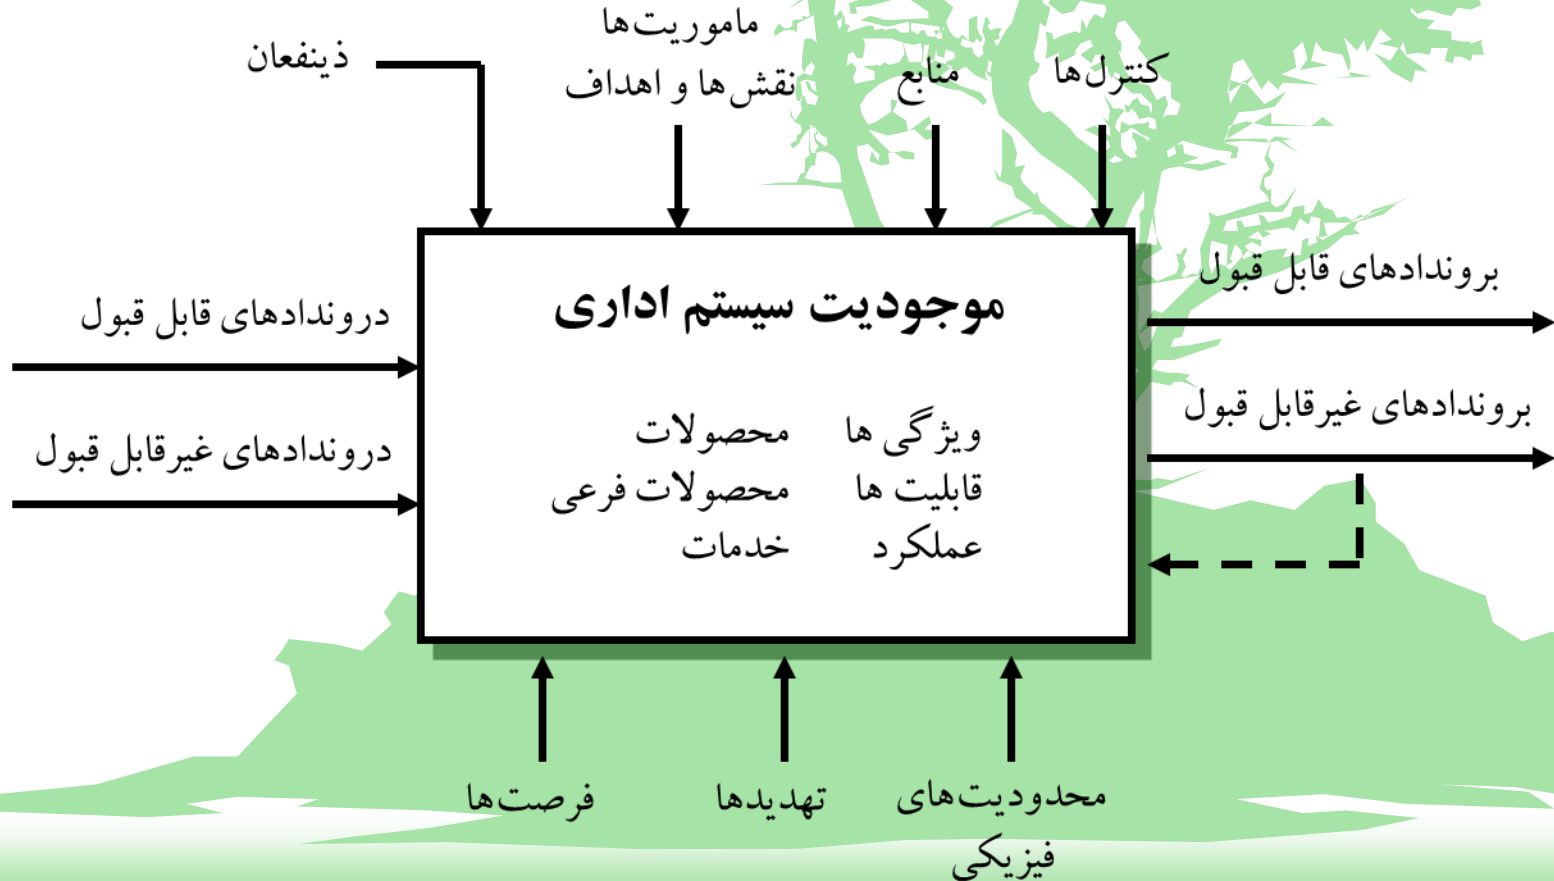 ذینفعان
ماموریت‌ها
نقش‌ها و اهداف
منابع
کنترل‌ها
دروندادهای قابل قبول
دروندادهای غیرقابل قبول
موجودیت سیستم اداری
ویژگی ها محصولات
قابلیت ها محصولات فرعی
عملکرد خدمات
بروندادهای قابل قبول
بروندادهای غیرقابل قبول
فرصت‌ها
تهدیدها
محدودیت‌های
فیزیکی